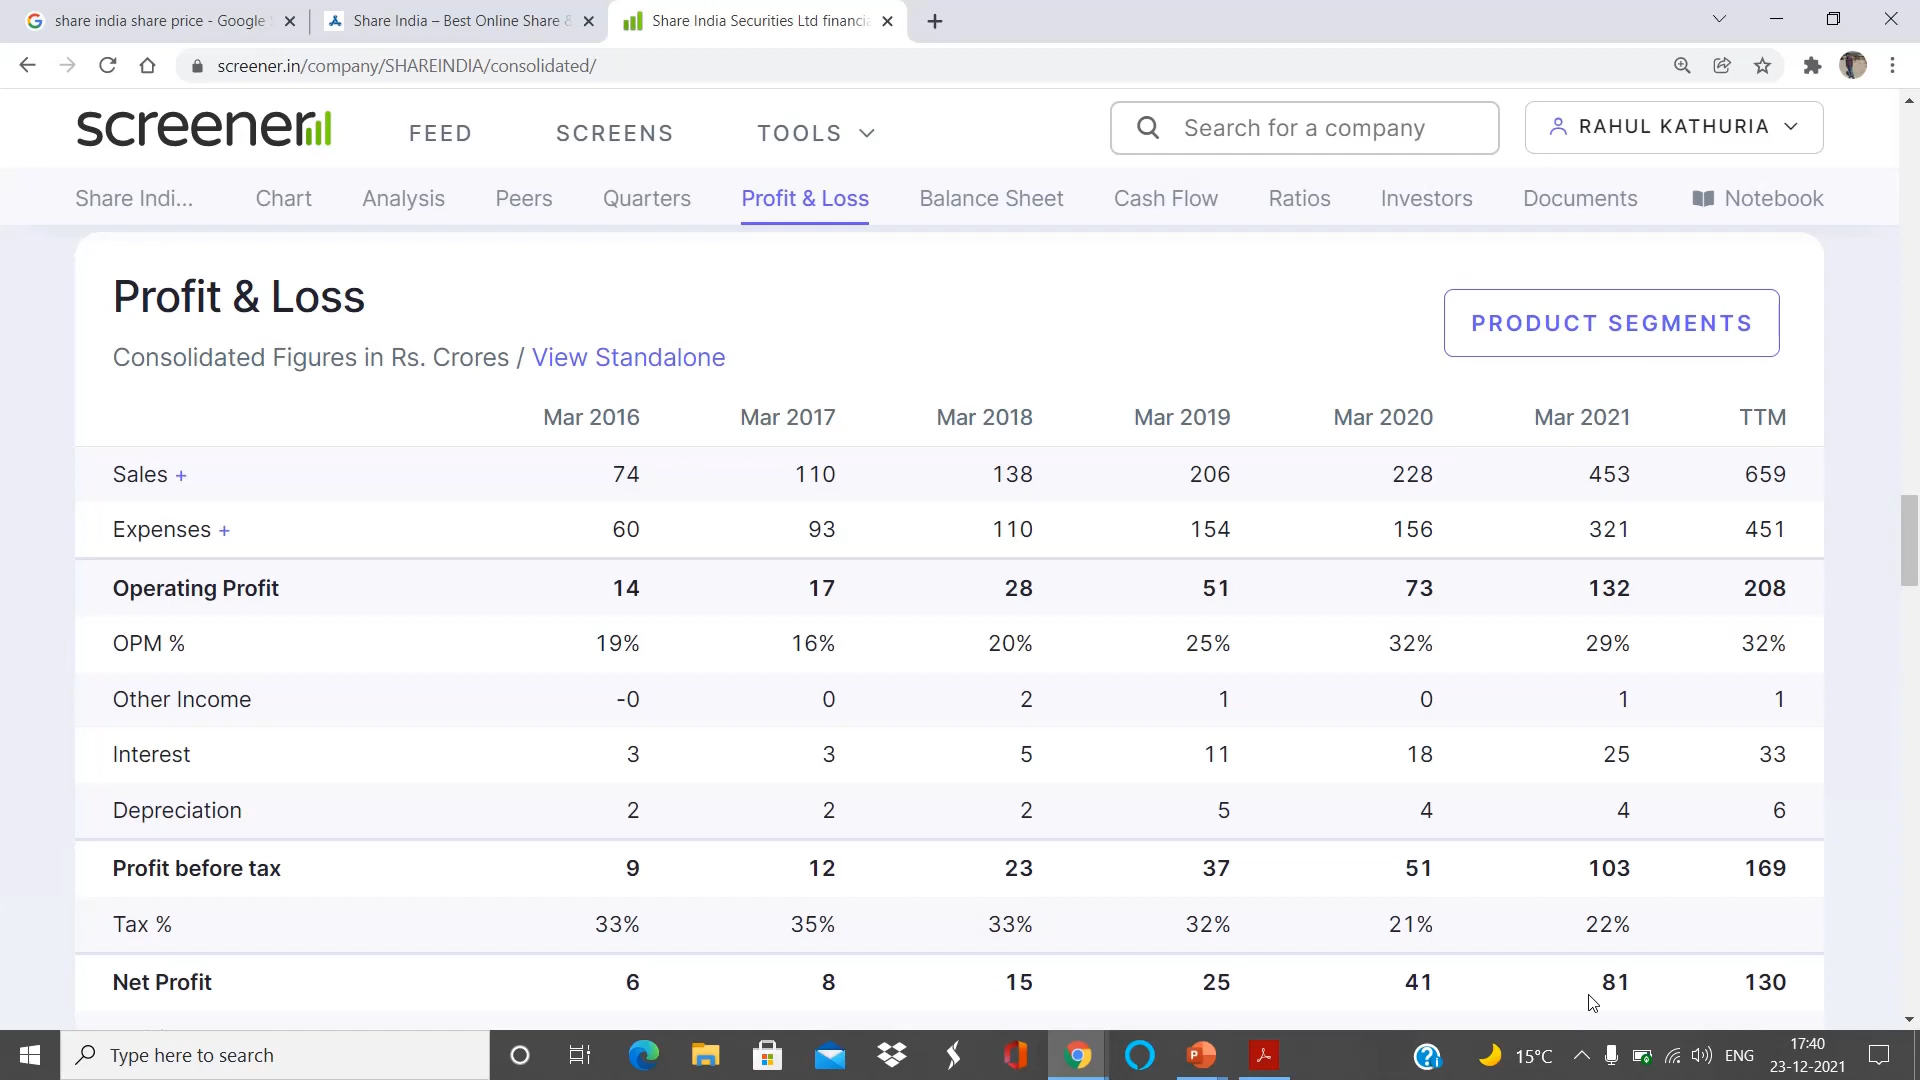 share india share price - Google
Share India – Best Online Share &
Share India Securities Ltd financia
screener.in/company/SHAREINDIA/consolidated/
screener
FEED
SCREENS
TOOLS
Search for a company
RAHUL KATHURIA
Share Indi...
Chart
Analysis
Peers
Quarters
Profit & Loss
Balance Sheet
Cash Flow
Ratios
Investors
Documents
Notebook
Profit & Loss
PRODUCT SEGMENTS
Consolidated Figures in Rs. Crores / View Standalone
Mar 2016 Mar 2017 Mar 2018 Mar 2019 Mar 2020 Mar 2021 TTM
Sales + 74 110 138 206 228 453 659
Expenses + 60 93 110 154 156 321 451
Operating Profit 14 17 28 51 73 132 208
OPM % 19% 16% 20% 25% 32% 29% 32%
Other Income -0 0 2 1 0 1 1
Interest 3 3 5 11 18 25 33
Depreciation 2 2 2 5 4 4 6
Profit before tax 9 12 23 37 51 103 169
Tax % 33% 35% 33% 32% 21% 22%
Net Profit 6 8 15 25 41 81 130
Type here to search
15°C
ENG
17:40
23-12-2021